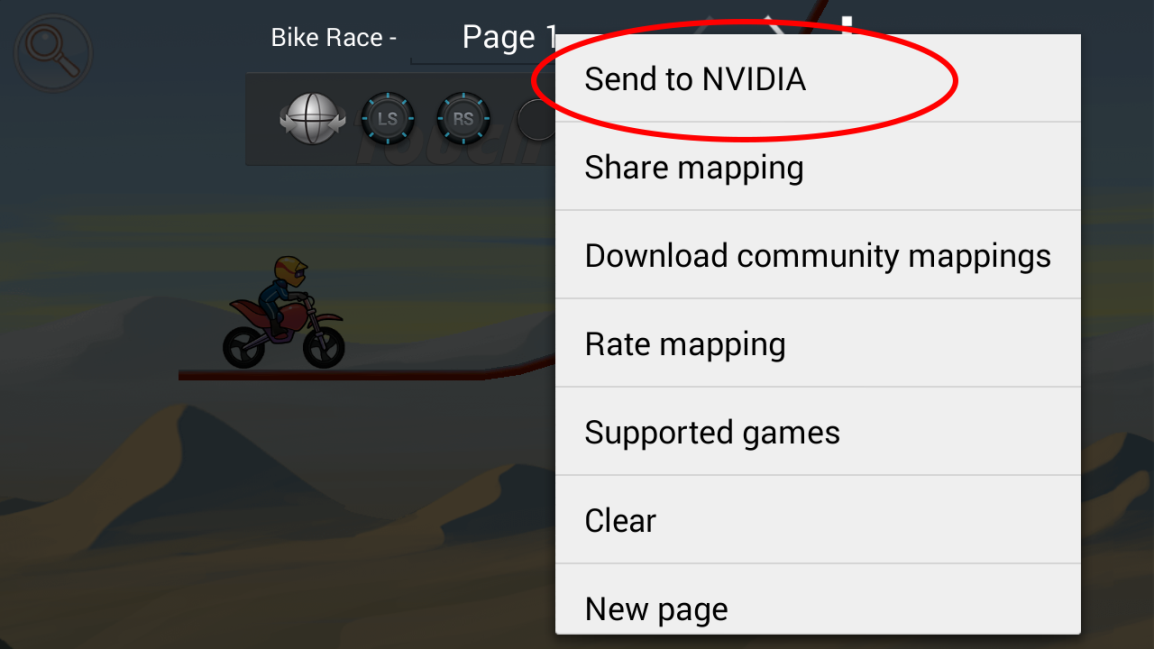 Bike Race - Page 1
Send to NVIDIA
LS RS
Share mapping
Download community mappings
Rate mapping
Supported games
Clear
New page